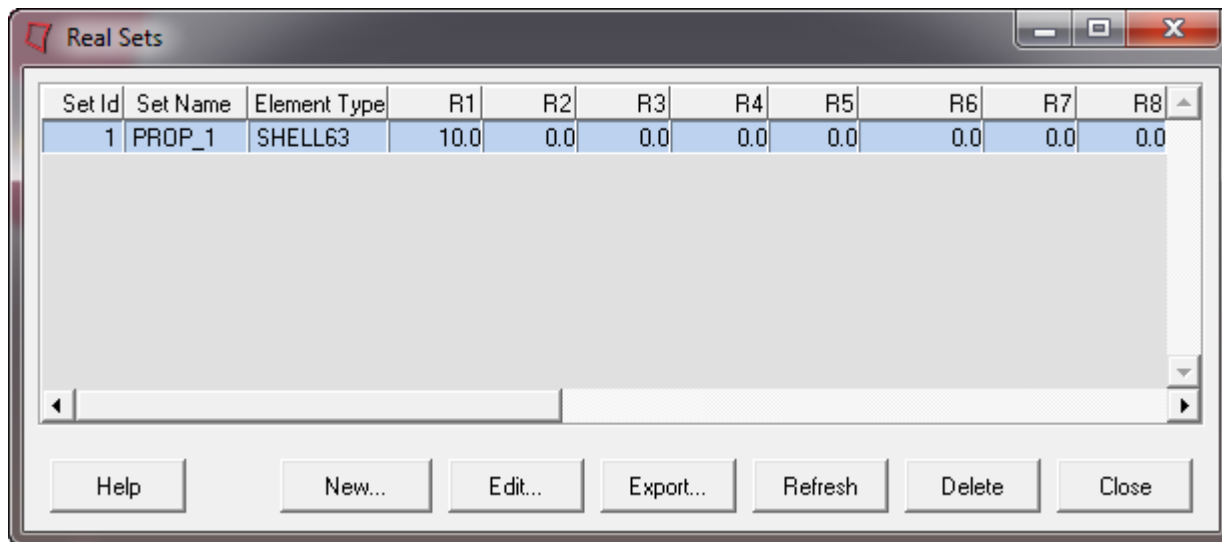 Real Sets
Set Id Set Name Element Type R1 R2 R3 R4 R5 R6 R7 R8
1 PROP_1 SHELL63 10.0 0.0 0.0 0.0 0.0 0.0 0.0 0.0
Help New... Edit... Export... Refresh Delete Close